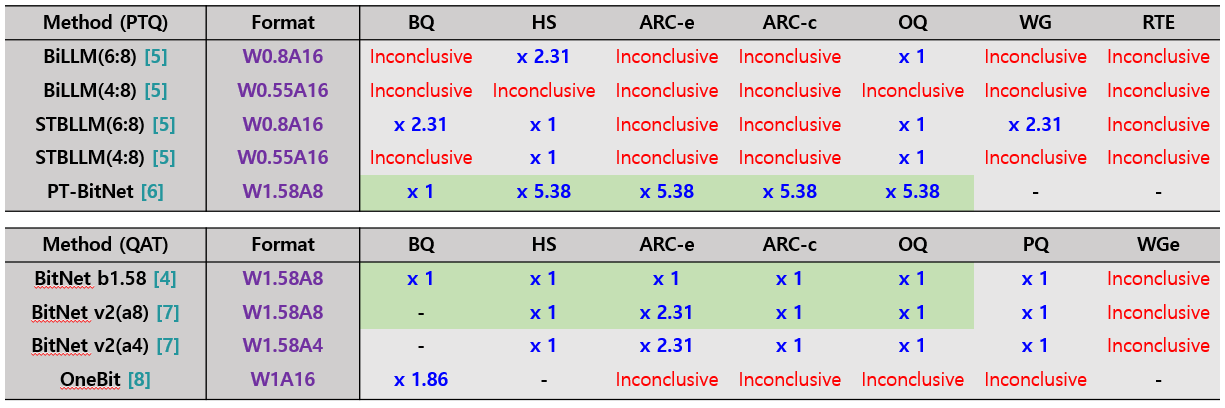 Method (PTQ) Format BQ HS ARC-e ARC-c OQ WG RTE
BiLLM(6:8) [5] W0.8A16 Inconclusive x 2.31 Inconclusive Inconclusive x 1 Inconclusive Inconclusive
BiLLM(4:8) [5] W0.55A16 Inconclusive Inconclusive Inconclusive Inconclusive Inconclusive Inconclusive Inconclusive
STBLLM(6:8) [5] W0.8A16 x 2.31 x 1 Inconclusive Inconclusive x 1 x 2.31 Inconclusive
STBLLM(4:8) [5] W0.55A16 Inconclusive x 1 Inconclusive Inconclusive x 1 Inconclusive Inconclusive
PT-BitNet [6] W1.58A8 x 1 x 5.38 x 5.38 x 5.38 x 5.38 - -
Method (QAT) Format BQ HS ARC-e ARC-c OQ PQ WGe
BitNet b1.58 [4] W1.58A8 x 1 x 1 x 1 x 1 x 1 x 1 Inconclusive
BitNet v2(a8) [7] W1.58A8 - x 1 x 2.31 x 1 x 1 x 1 Inconclusive
BitNet v2(a4) [7] W1.58A4 - x 1 x 2.31 x 1 x 1 x 1 Inconclusive
OneBit [8] W1A16 x 1.86 - Inconclusive Inconclusive Inconclusive Inconclusive -